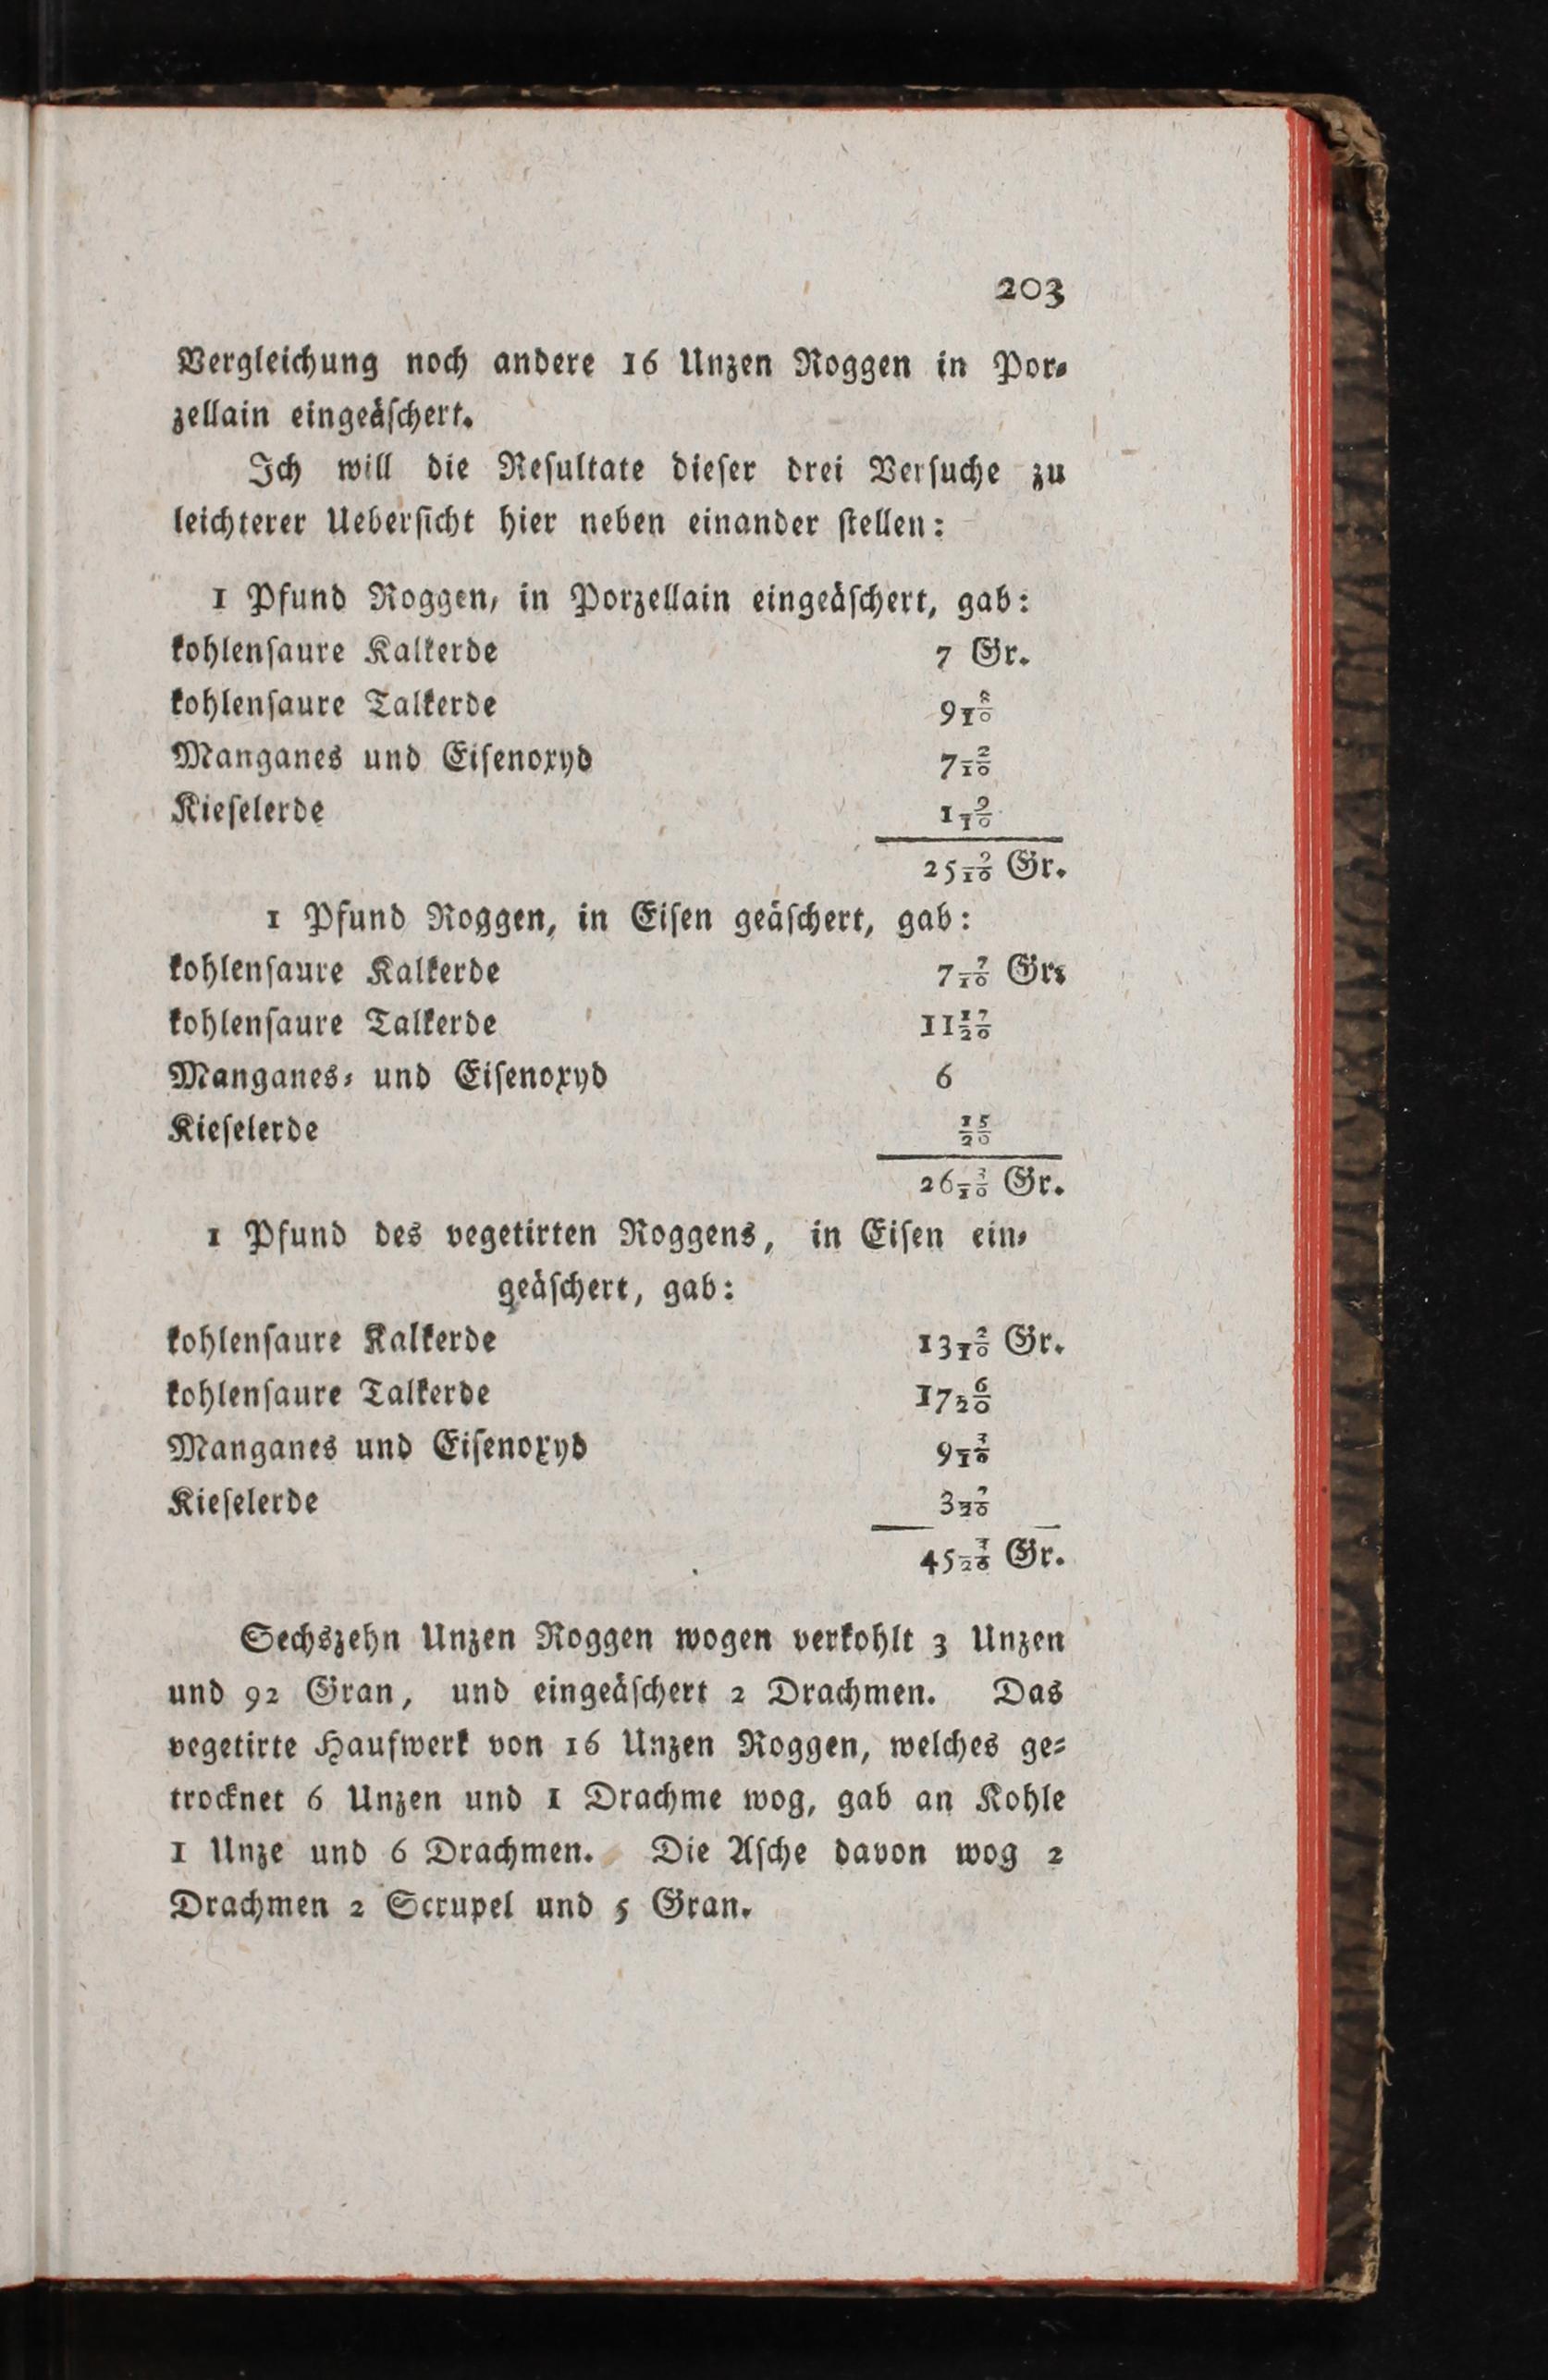 203
Vergleichung noch andere 16 Unzen Roggen in Por⸗
zellain eingeäſchert.
Ich will die Reſultate dieſer drei Verſuche zu
leichterer Ueberſicht hier neben einander ſtellen:
1 Pfund Roggen, in Porzellain eingeäſchert, gab:
kohlenſaure Kalkerde 7 Gr.
kohlenſaure Talkerde 9 8/10
Manganes und Eiſenoxyd 7 2/10
Kieſelerde 1 9/10
25 9/10 Gr.
1 Pfund Roggen, in Eiſen geäſchert, gab:
kohlenſaure Kalkerde 7 7/10 Gr.
kohlenſaure Talkerde 11 17/20
Manganes⸗ und Eiſenoxyd 6
Kieſelerde 15/20
26 3/10 Gr.
1 Pfund des vegetirten Roggens, in Eiſen ein⸗
geäſchert, gab:
kohlenſaure Kalkerde 13 2/10 Gr.
kohlenſaure Talkerde 17 6/20
Manganes und Eiſenoxyd 9 3/10
Kieſelerde 3 7/20
45 3/20 Gr.
Sechszehn Unzen Roggen wogen verkohlt 3 Unzen
und 92 Gran, und eingeäſchert 2 Drachmen. Das
vegetirte Haufwerk von 16 Unzen Roggen, welches ge⸗
trocknet 6 Unzen und 1 Drachme wog, gab an Kohle
1 Unze und 6 Drachmen. Die Aſche davon wog 2
Drachmen 2 Scrupel und 5 Gran.